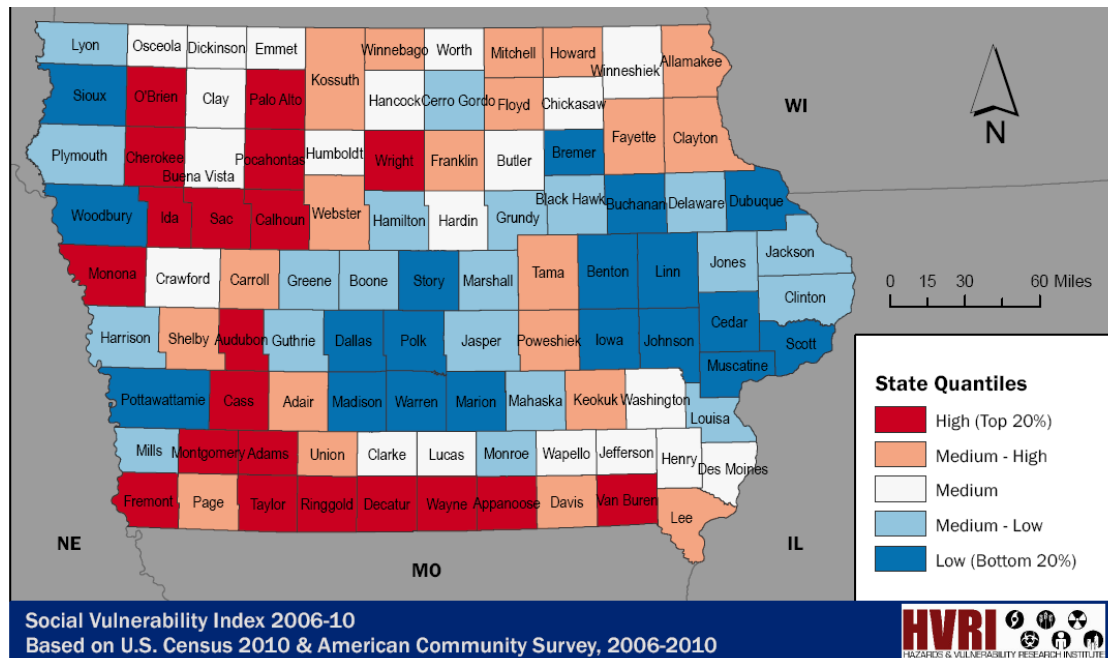 Lyon Osceola Dickinson Emmet Winnebago Worth Mitchell Howard Winneshiek Allamakee
Kossuth
Sioux O'Brien Clay Palo Alto Hancock Cerro Gordo Floyd Chickasaw
WI
N
Plymouth Cherokee Buena Vista Pocahontas Humboldt Wright Franklin Butler Bremer Fayette Clayton
Woodbury Ida Sac Calhoun Webster Hamilton Hardin Grundy Black Hawk Buchanan Delaware Dubuque
Monona Crawford Carroll Greene Boone Story Marshall Tama Benton Linn Jones Jackson
Clinton
0 15 30 60 Miles
Harrison Shelby Audubon Guthrie Dallas Polk Jasper Poweshiek Iowa Johnson Cedar Scott
Muscatine
Pottawattamie Cass Adair Madison Warren Marion Mahaska Keokuk Washington Louisa
Mills Montgomery Adams Union Clarke Lucas Monroe Wapello Jefferson Henry Des Moines
Fremont Page Taylor Ringgold Decatur Wayne Appanoose Davis Van Buren Lee
NE
MO
IL
State Quantiles
High (Top 20%)
Medium - High
Medium
Medium - Low
Low (Bottom 20%)
Social Vulnerability Index 2006-10
Based on U.S. Census 2010 & American Community Survey, 2006-2010
HVRI
HAZARDS & VULNERABILITY RESEARCH INSTITUTE